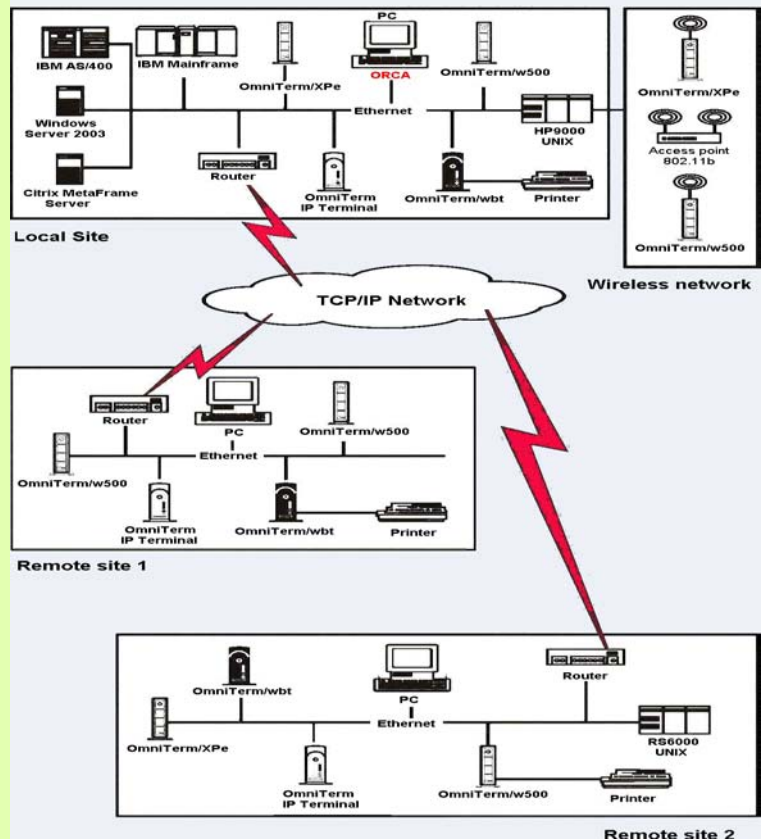 PC
IBM AS/400
IBM Mainframe
OmniTerm/XPe
ORCA
OmniTerm/w500
Ethernet
Windows
Server 2003
HP9000
UNIX
Citrix MetaFrame
Server
Router
OmniTerm
IP Terminal
OmniTerm/wbt
Printer
Local Site
OmniTerm/XPe
Access point
802.11b
OmniTerm/w500
Wireless network
TCP/IP Network
Router
PC
OmniTerm/w500
Ethernet
OmniTerm/w500
OmniTerm
IP Terminal
OmniTerm/wbt
Printer
Remote site 1
OmniTerm/wbt
PC
Router
Ethernet
OmniTerm/XPe
RS6000
UNIX
OmniTerm
IP Terminal
OmniTerm/w500
Printer
Remote site 2